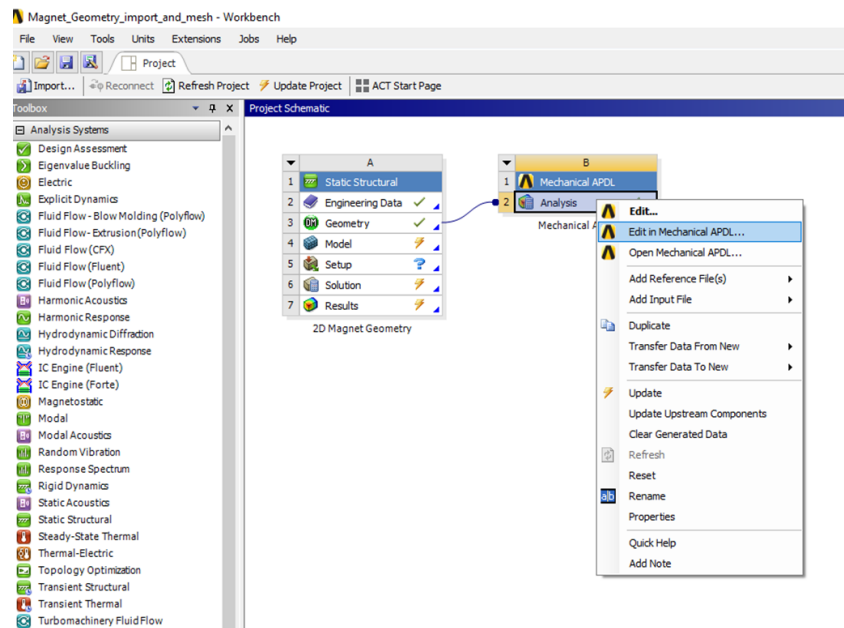 Magnet_Geometry_import_and_mesh - Workbench
File View Tools Units Extensions Jobs Help
Project
Import... Reconnect Refresh Project Update Project ACT Start Page
Toolbox
Project Schematic
Analysis Systems
Design Assessment
Eigenvalue Buckling
Electric
Explicit Dynamics
Fluid Flow - Blow Molding (Polyflow)
Fluid Flow - Extrusion (Polyflow)
Fluid Flow (CFX)
Fluid Flow (Fluent)
Fluid Flow (Polyflow)
Harmonic Acoustics
Harmonic Response
Hydrodynamic Diffraction
Hydrodynamic Response
IC Engine (Fluent)
IC Engine (Forte)
Magnetostatic
Modal
Modal Acoustics
Random Vibration
Response Spectrum
Rigid Dynamics
Static Acoustics
Static Structural
Steady-State Thermal
Thermal-Electric
Topology Optimization
Transient Structural
Transient Thermal
Turbomachinery Fluid Flow
A
1 Static Structural
2 Engineering Data
3 DM Geometry
4 Model
5 Setup
6 Solution
7 Results
2D Magnet Geometry
B
1 Mechanical APDL
2 Analysis
Mechanical A
Edit...
Edit in Mechanical APDL...
Open Mechanical APDL...
Add Reference File(s)
Add Input File
Duplicate
Transfer Data From New
Transfer Data To New
Update
Update Upstream Components
Clear Generated Data
Refresh
Reset
a|b Rename
Properties
Quick Help
Add Note